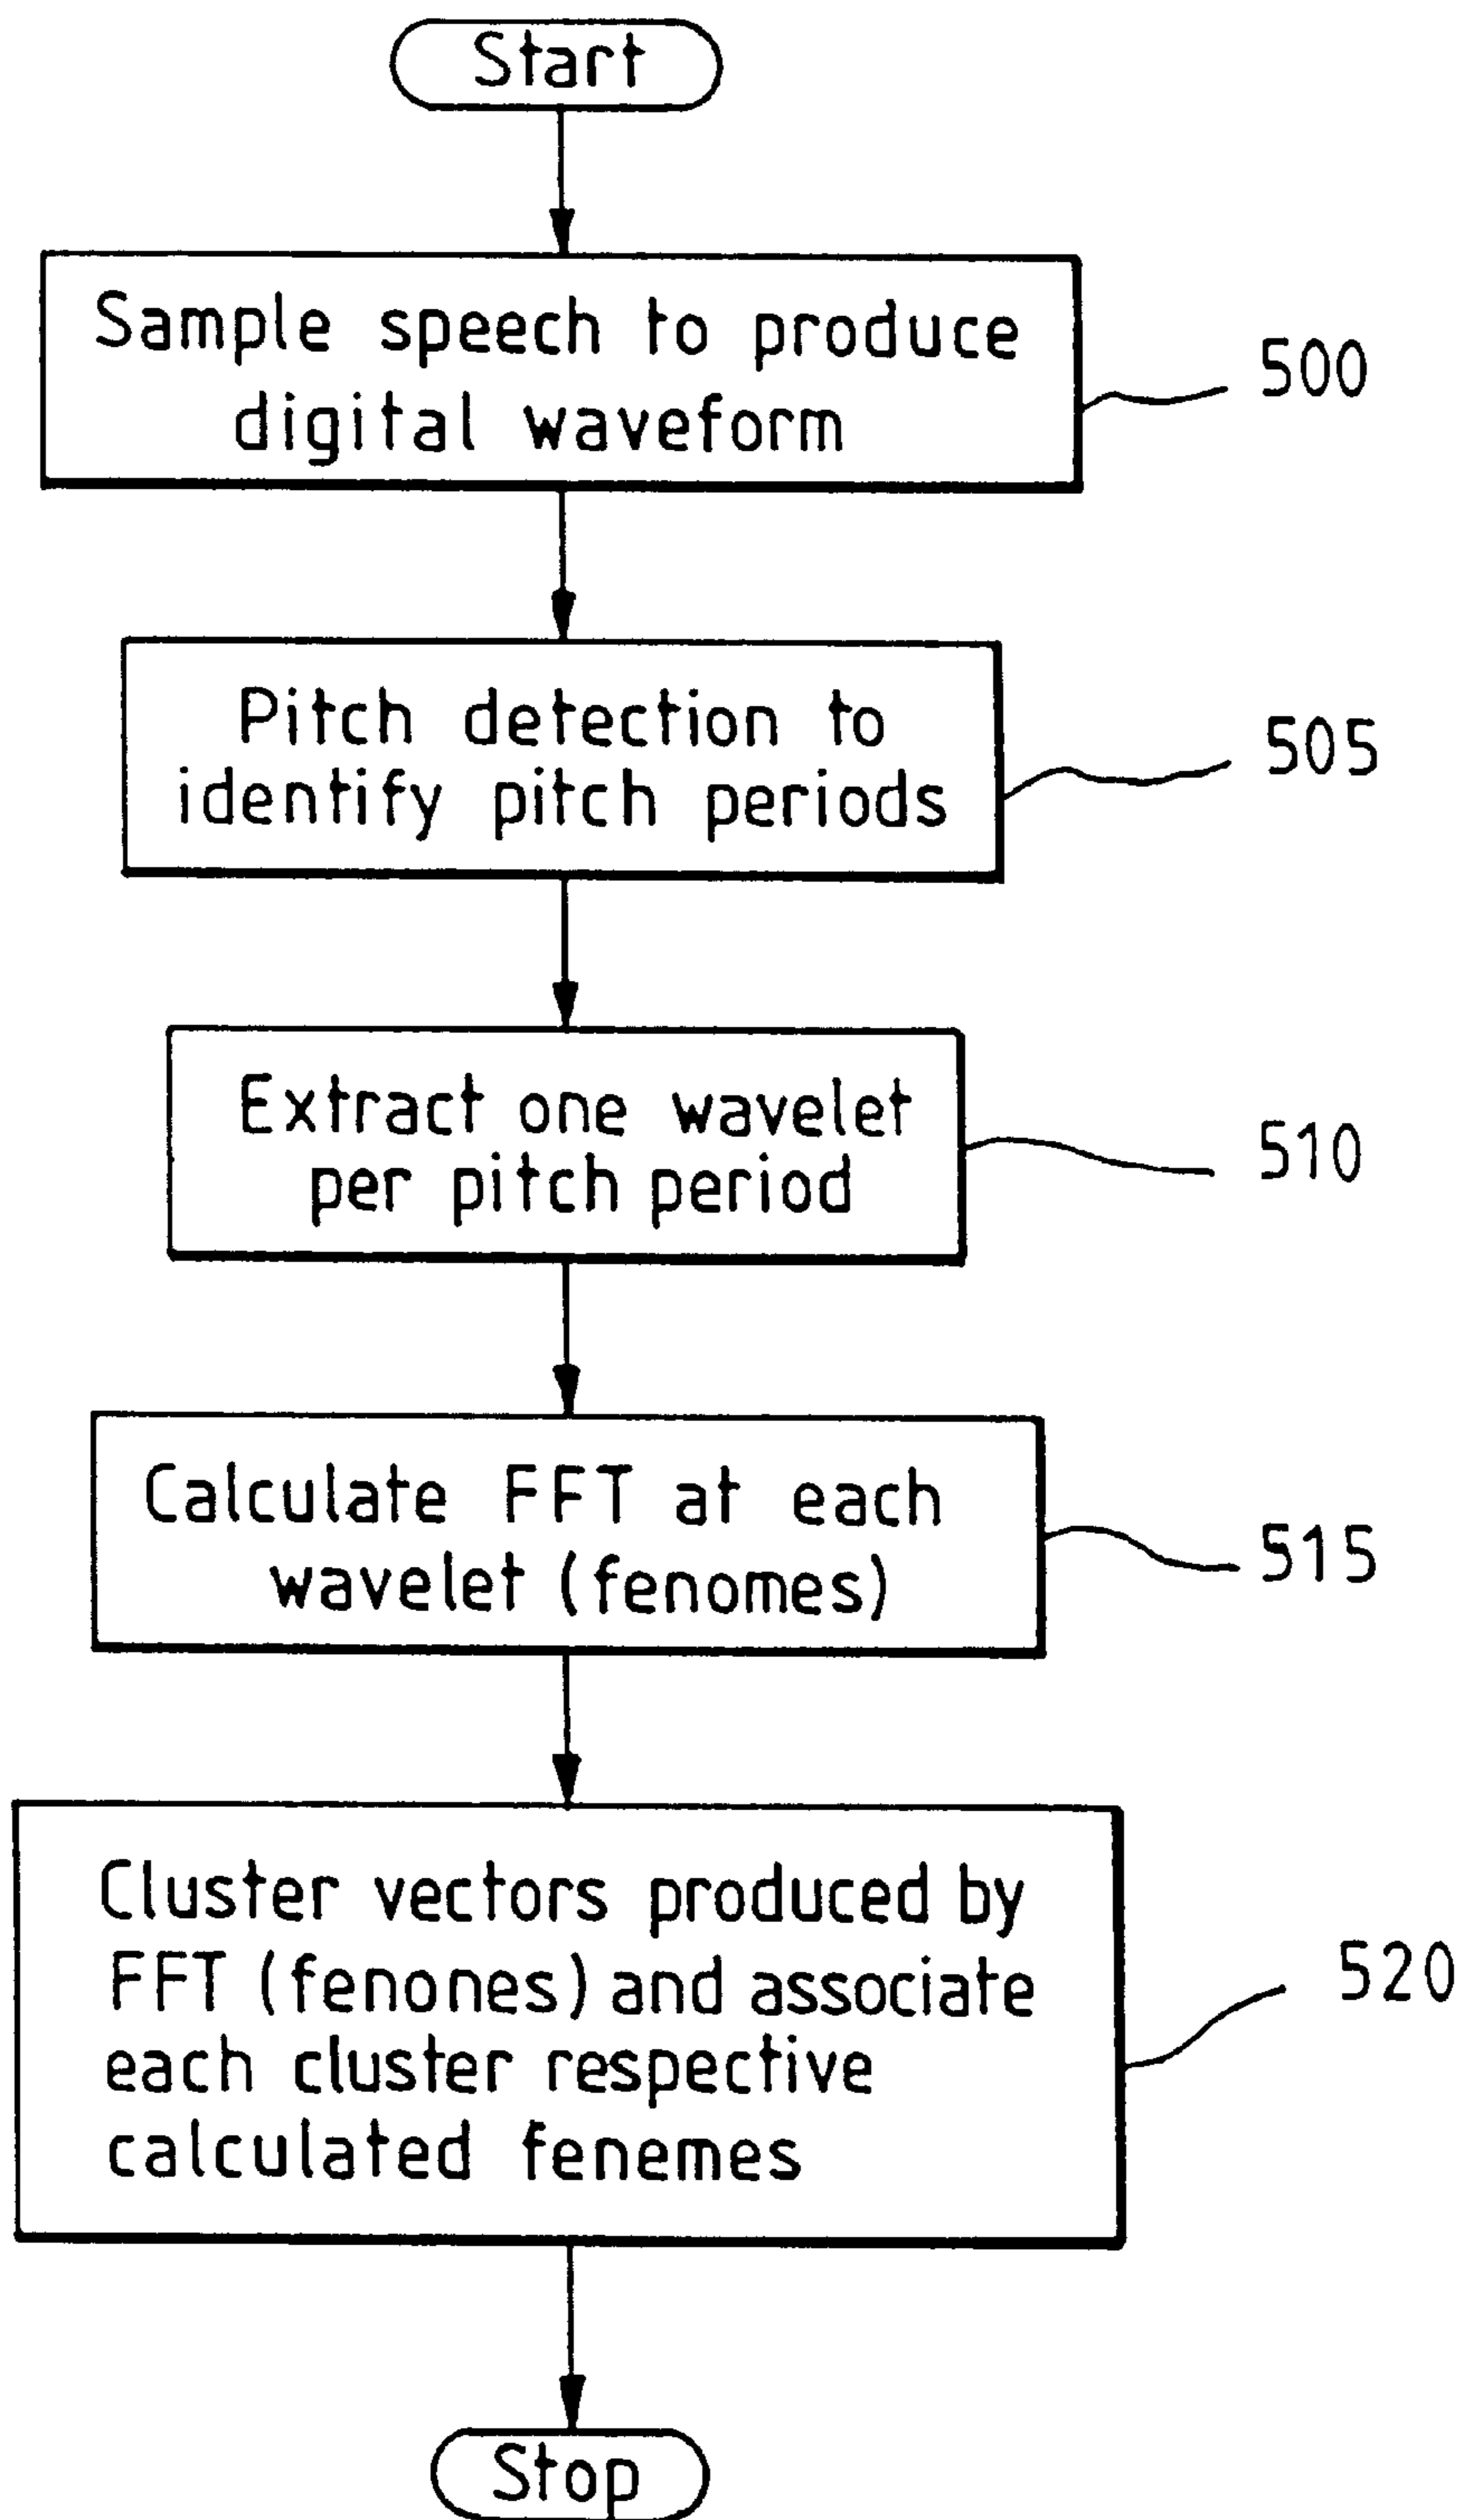 Start
Sample speech to produce
digital waveform
500
Pitch detection to
identify pitch periods
505
Extract one wavelet
per pitch period
510
Calculate FFT at each
wavelet (fenomes)
515
Cluster vectors produced by
FFT (fenones) and associate
each cluster respective
calculated fenemes
520
Stop